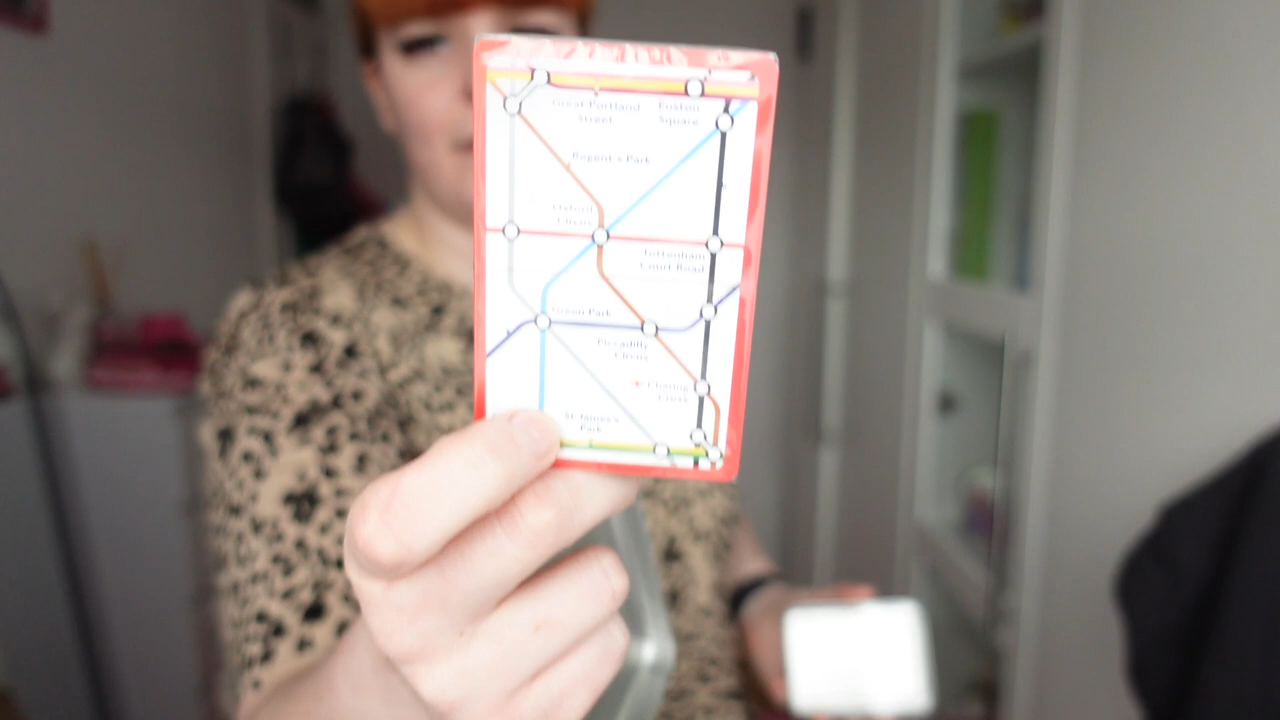 Great Portland
Street
Euston
Square
Regent's Park
Oxford
Circus
Tottenham
Court Road
Green Park
Piccadilly
Circus
Charing
Cross
St. James's
Park